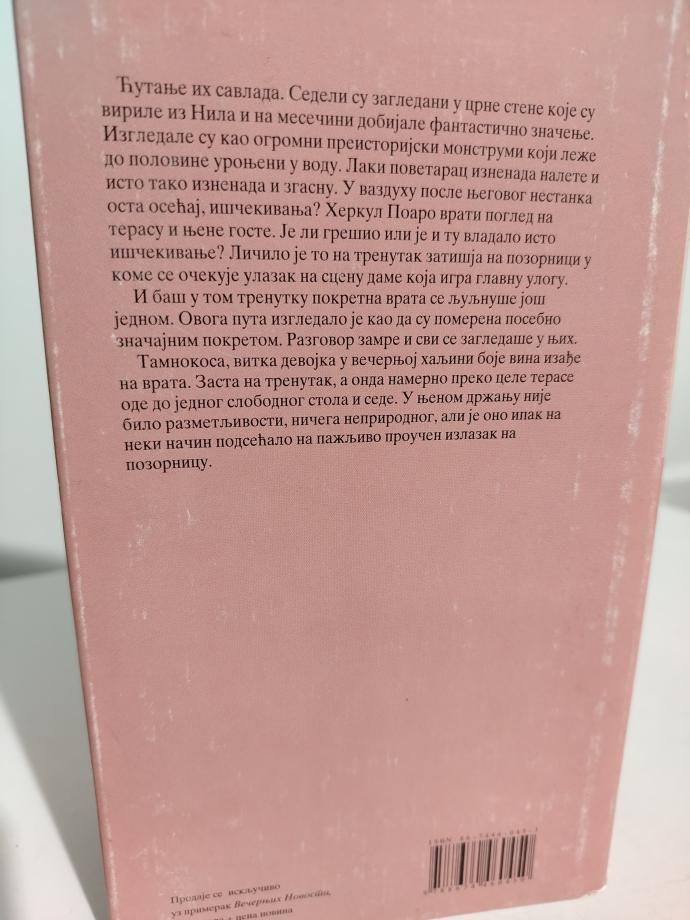 Ћутање их савлада. Седели су загледани у црне стене које су
вириле из Нила и на месечини добијале фантастично значење.
Изгледале су као огромни преисторијски монструми који леже
до половине уроњени у воду. Лаки поветарац изненада налете и
исто тако изненада и згасну. У ваздуху после његовог нестанка
оста осећај, ишчекивања? Херкул Поаро врати поглед на
терасу и њене госте. Је ли грешио или је и ту владало исто
ишчекивање? Личило је то на тренутак затишја на позорници у
коме се очекује улазак на сцену даме која игра главну улогу.
И баш у том тренутку покретна врата се љуљнуше још
једном. Овога пута изгледало је као да су померена посебно
значајним покретом. Разговор замре и сви се загледаше у њих.
Тамнокоса, витка девојка у вечерњој хаљини боје вина изађе
на врата. Заста на тренутак, а онда намерно преко целе терасе
оде до једног слободног стола и седе. У њеном држању није
било разметљивости, ничега неприродног, али је оно ипак на
неки начин подсећало на пажљиво проучен излазак на
позорницу.
Продаје се искључиво
уз примерак Вечерњих Новости,
цена новина